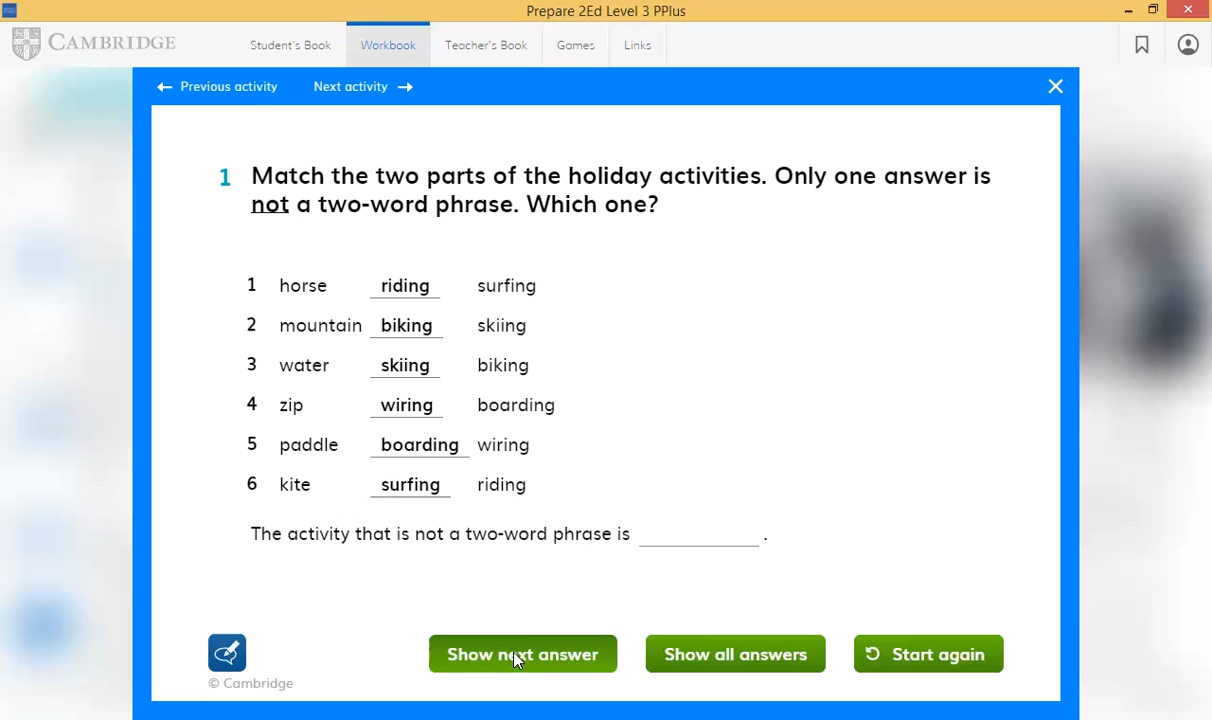 Prepare 2Ed Level 3 PPlus
CAMBRIDGE Student's Book Workbook Teacher's Book Games Links
Previous activity Next activity
1 Match the two parts of the holiday activities. Only one answer is
not a two-word phrase. Which one?
1 horse riding surfing
2 mountain biking skiing
3 water skiing biking
4 zip wiring boarding
5 paddle boarding wiring
6 kite surfing riding
The activity that is not a two-word phrase is ____________ .
Show next answer Show all answers Start again
© Cambridge